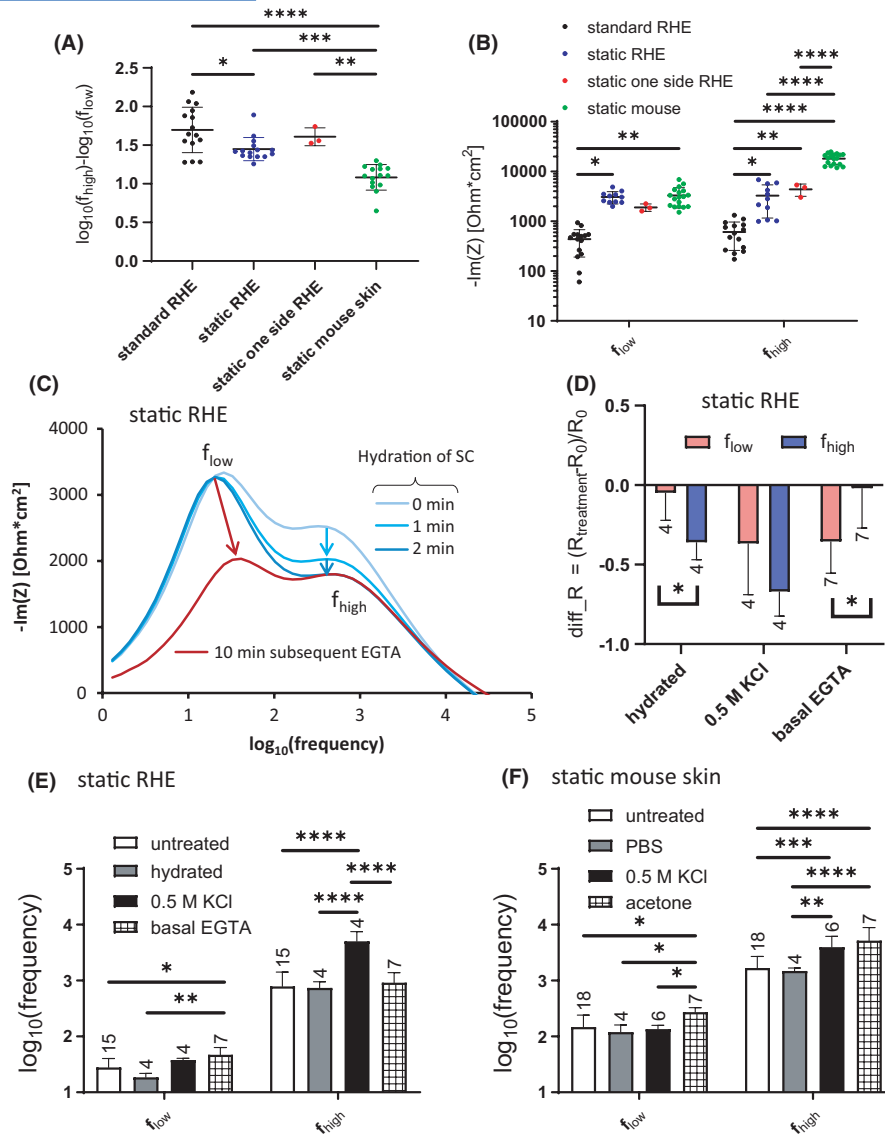 (A)
****
***
*
**
log10(fhigh)-log10(flow)
2.5
2.0
1.5
1.0
0.5
0.0
standard RHE
static RHE
static one side RHE
static mouse skin
(B)
standard RHE
static RHE
static one side RHE
static mouse
****
****
****
**
**
*
*
-Im(Z) [Ohm*cm²]
100000
10000
1000
100
10
flow
fhigh
(C)
static RHE
-Im(Z) [Ohm*cm²]
4000
3000
2000
1000
0
flow
Hydration of SC
0 min
1 min
2 min
fhigh
10 min subsequent EGTA
0 1 2 3 4 5
log10(frequency)
(D)
static RHE
diff_R = (Rtreatment-R0)/R0
0.5
0.0
-0.5
-1.0
flow
fhigh
4 4 4 4 7 7
* *
hydrated
0.5 M KCl
basal EGTA
(E) static RHE
untreated
hydrated
0.5 M KCl
basal EGTA
****
****
****
*
**
log10(frequency)
5
4
3
2
1
15 4 4 7 15 4 4 7
flow
fhigh
(F) static mouse skin
untreated
PBS
0.5 M KCl
acetone
****
***
****
**
*
*
*
log10(frequency)
5
4
3
2
1
18 4 6 7 18 4 6 7
flow
fhigh